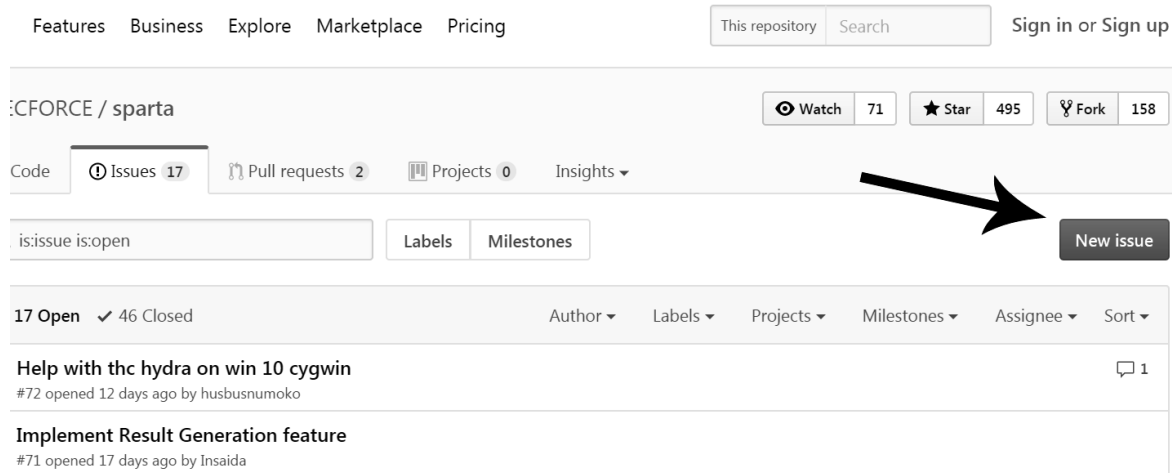 Features Business Explore Marketplace Pricing This repository Search Sign in or Sign up
ECFORCE / sparta Watch 71 Star 495 Fork 158
Code Issues 17 Pull requests 2 Projects 0 Insights
is:issue is:open Labels Milestones New issue
17 Open 46 Closed Author Labels Projects Milestones Assignee Sort
Help with thc hydra on win 10 cygwin 1
#72 opened 12 days ago by husbusnumoko
Implement Result Generation feature
#71 opened 17 days ago by Insaida